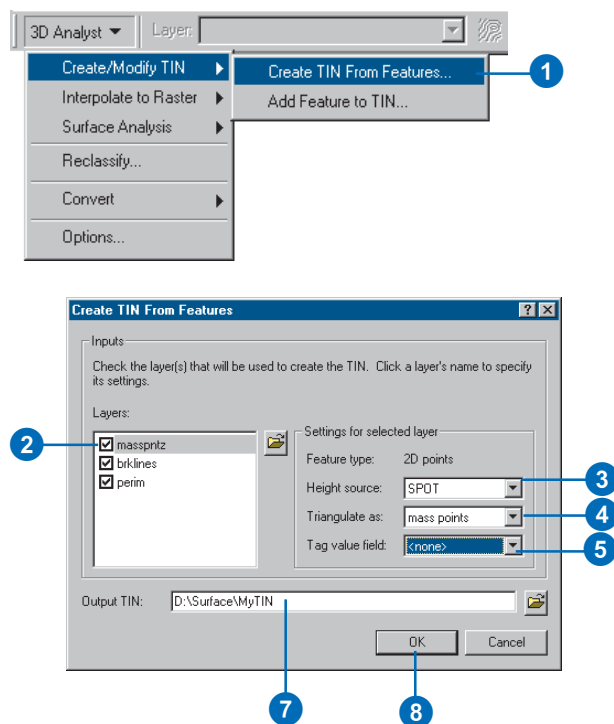 3D Analyst Layer:
Create/Modify TIN
Create TIN From Features... 1
Interpolate to Raster
Add Feature to TIN...
Surface Analysis
Reclassify...
Convert
Options...
Create TIN From Features
Inputs
Check the layer(s) that will be used to create the TIN. Click a layer's name to specify
its settings.
Layers:
2 masspntz
brklines
perim
Settings for selected layer
Feature type: 2D points
Height source: SPOT 3
Triangulate as: mass points 4
Tag value field: <none> 5
Output TIN: D:\Surface\MyTIN
OK Cancel
7 8